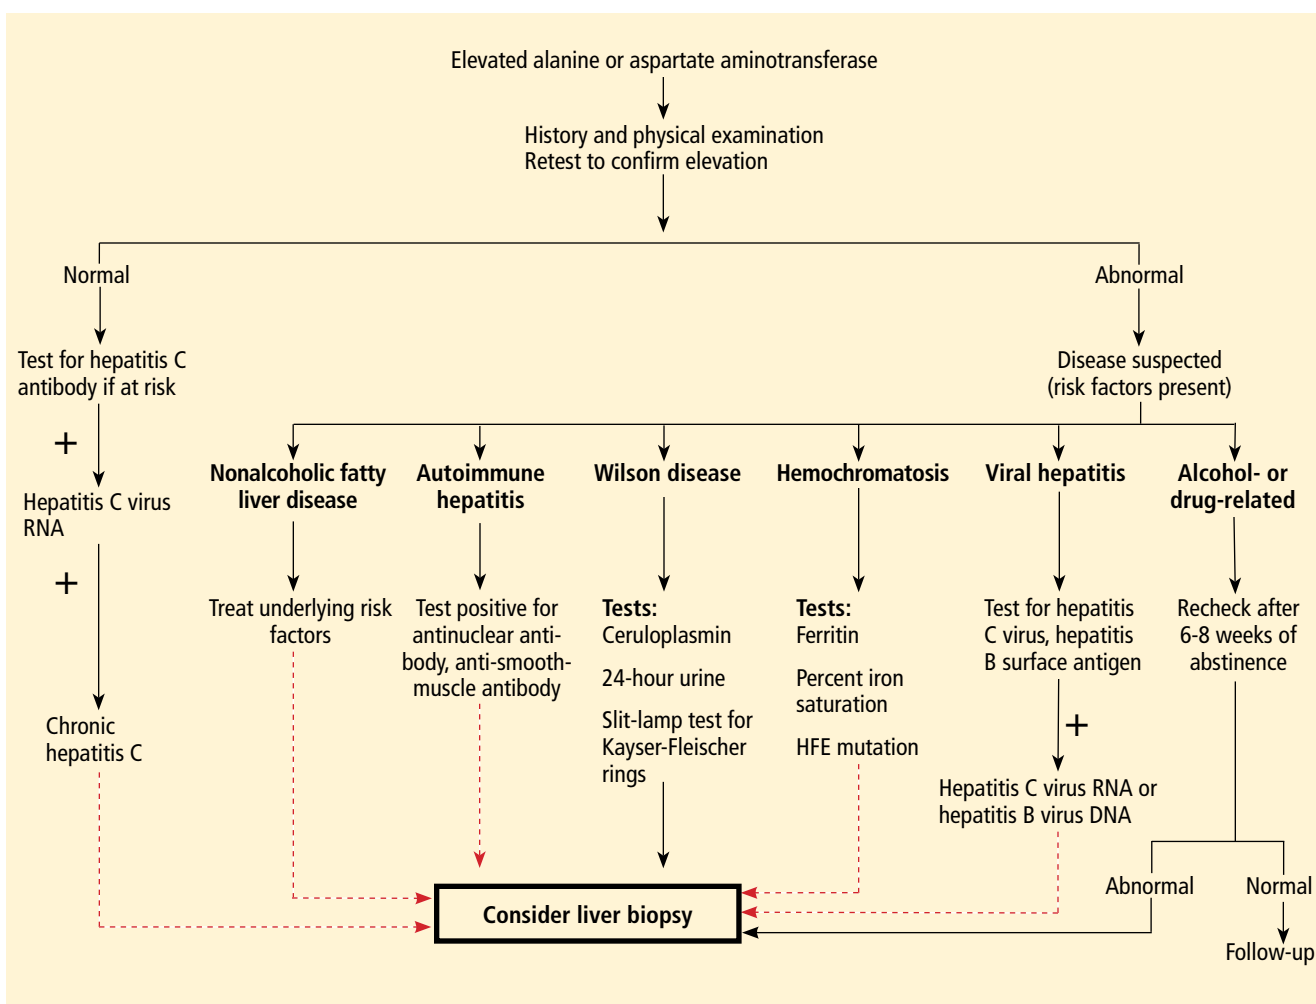 Elevated alanine or aspartate aminotransferase
History and physical examination
Retest to confirm elevation
Normal
Abnormal
Test for hepatitis C
antibody if at risk
+
Hepatitis C virus
RNA
+
Chronic
hepatitis C
Disease suspected
(risk factors present)
Nonalcoholic fatty
liver disease
Treat underlying risk
factors
Autoimmune
hepatitis
Test positive for
antinuclear anti-
body, anti-smooth-
muscle antibody
Wilson disease
Tests:
Ceruloplasmin
24-hour urine
Slit-lamp test for
Kayser-Fleischer
rings
Hemochromatosis
Tests:
Ferritin
Percent iron
saturation
HFE mutation
Viral hepatitis
Test for hepatitis
C virus, hepatitis
B surface antigen
+
Hepatitis C virus RNA or
hepatitis B virus DNA
Alcohol- or
drug-related
Recheck after
6-8 weeks of
abstinence
Abnormal
Normal
Follow-up
Consider liver biopsy